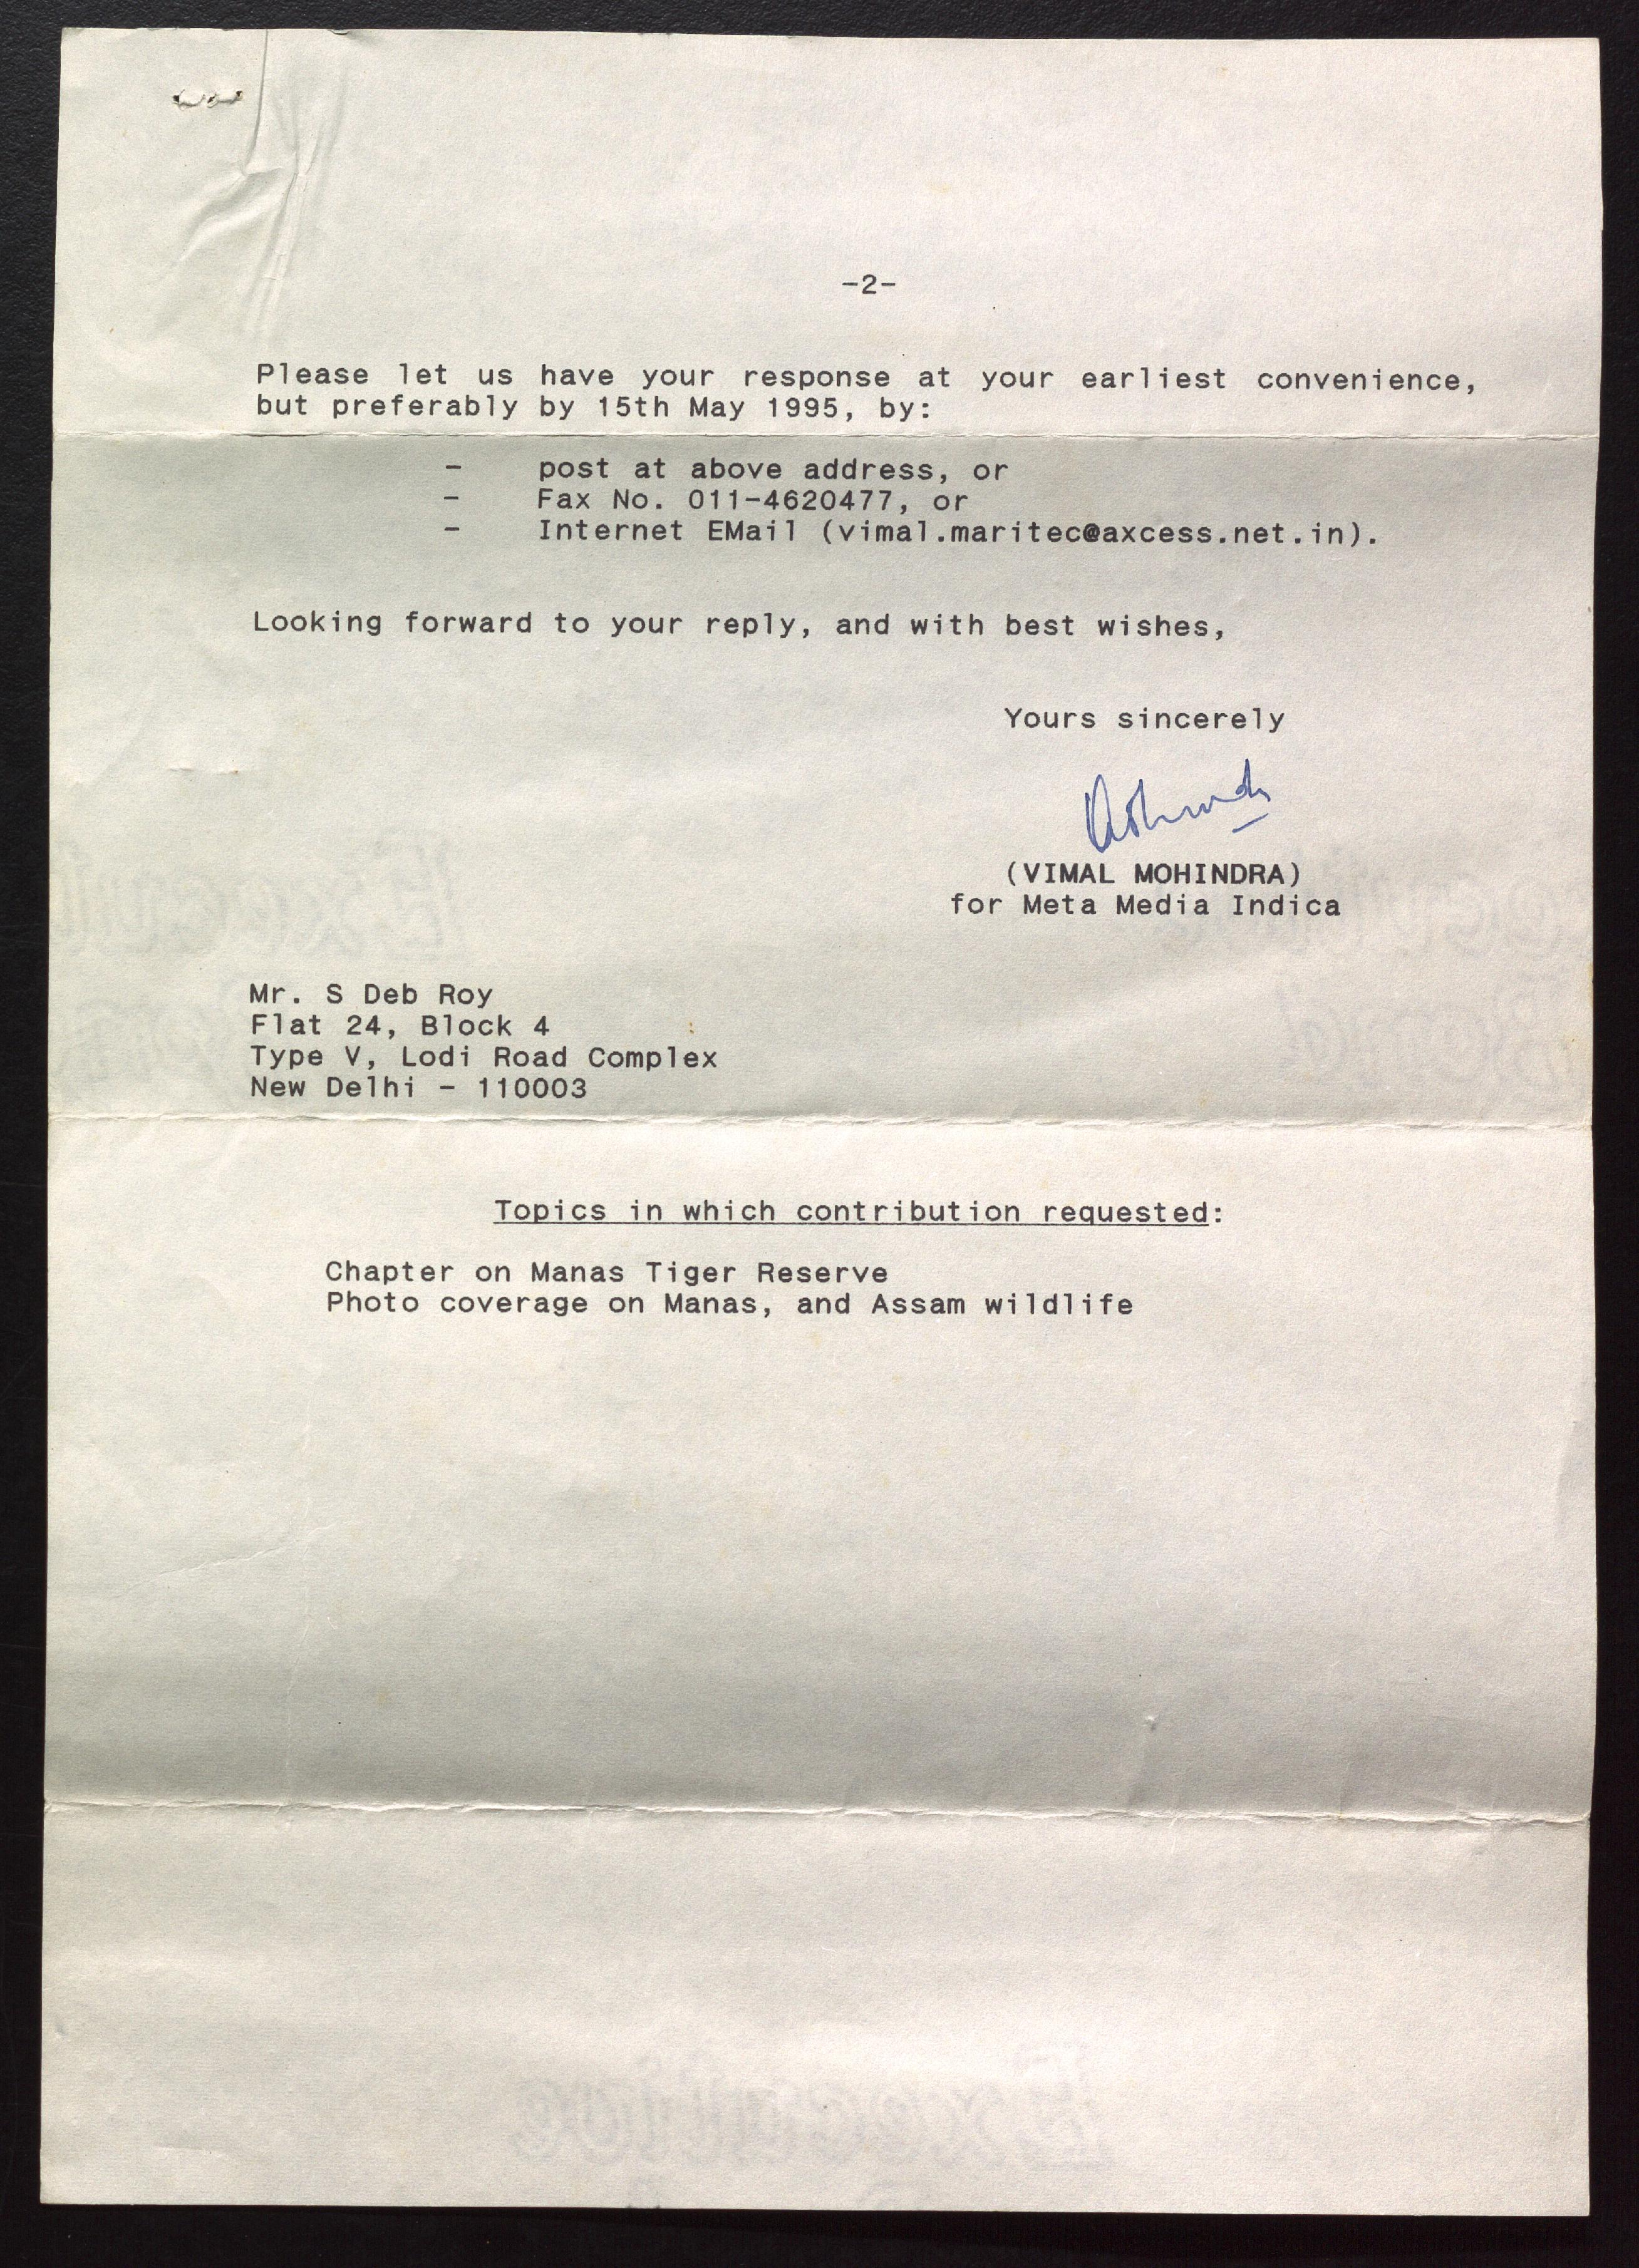 -2-
Please let us have your response at your earliest convenience,
but preferably by 15th May 1995, by:
- post at above address, or
- Fax No. 011-4620477, or
- Internet EMail (vimal.maritec@axcess.net.in).
Looking forward to your reply, and with best wishes,
Yours sincerely
(VIMAL MOHINDRA)
for Meta Media Indica
Mr. S Deb Roy
Flat 24, Block 4
Type V, Lodi Road Complex
New Delhi - 110003
Topics in which contribution requested:
Chapter on Manas Tiger Reserve
Photo coverage on Manas, and Assam wildlife